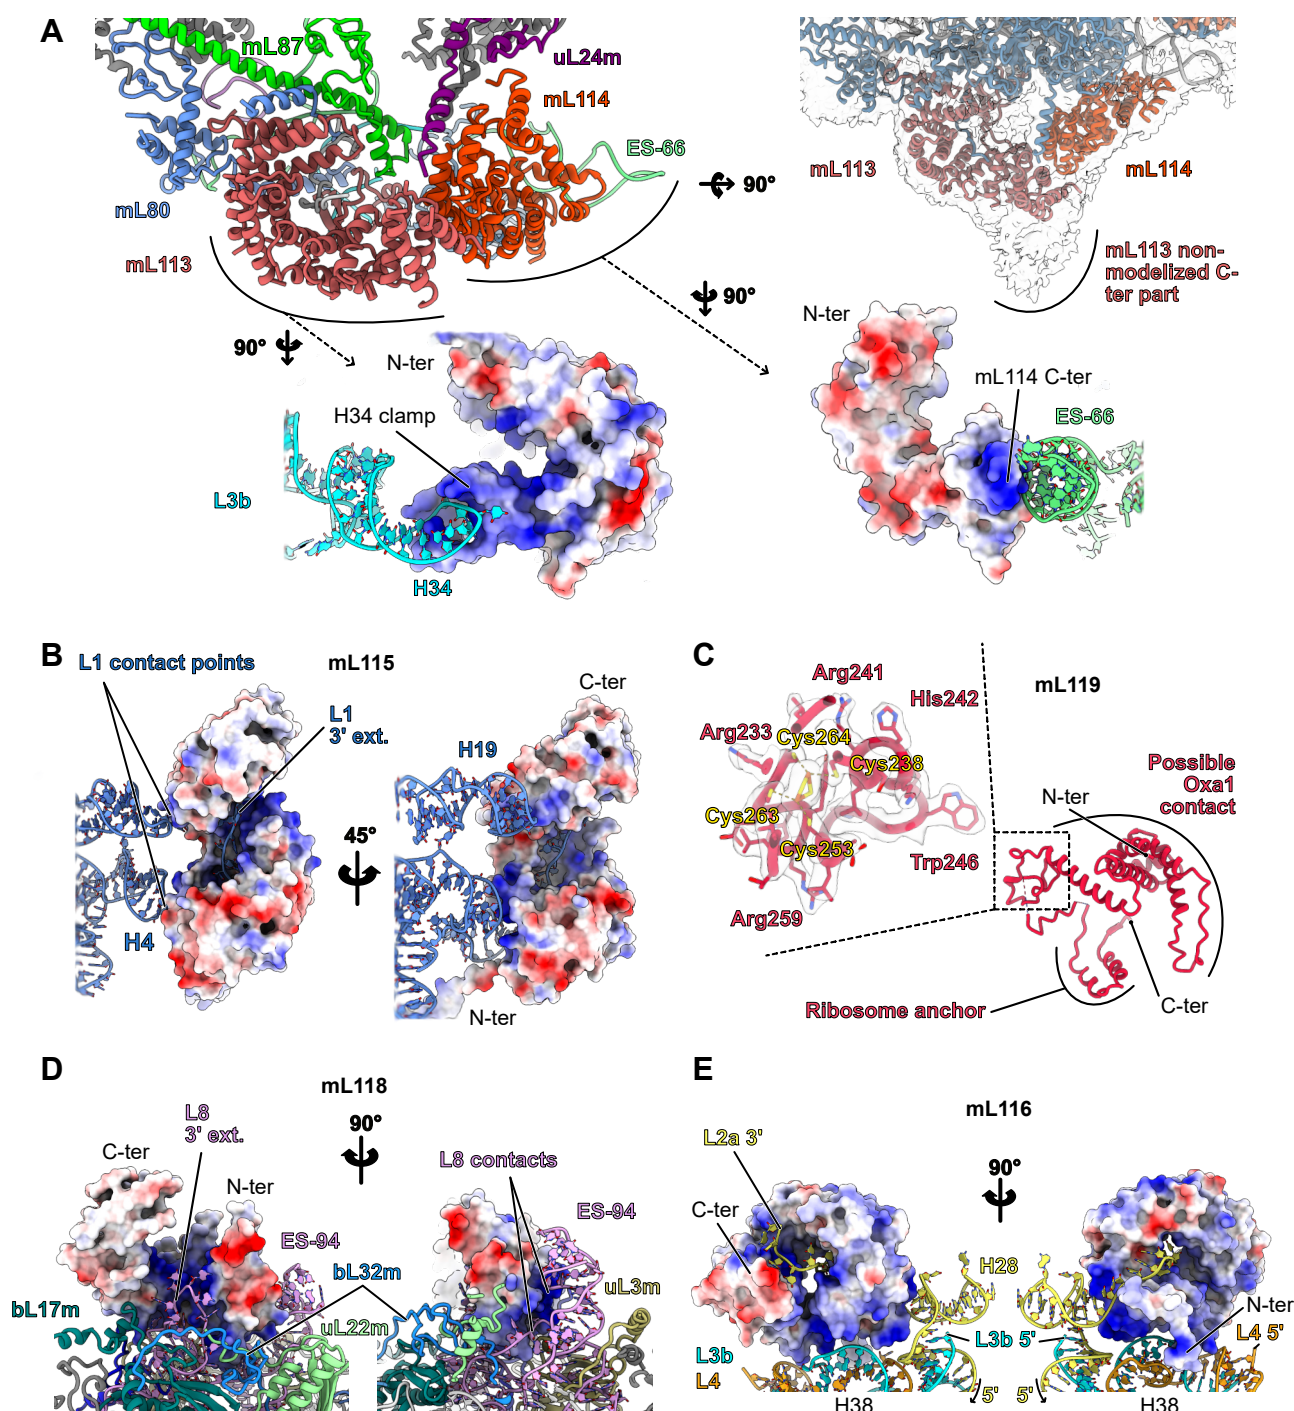 A
mL87
uL24m
mL114
ES-66
mL80
mL113
90°
mL113
mL114
mL113 non-
modelized C-
ter part
90°
90°
N-ter
H34 clamp
L3b
H34
N-ter
mL114 C-ter
ES-66
B
L1 contact points
mL115
L1
3' ext.
H4
45°
C-ter
H19
N-ter
C
mL119
Arg241
His242
Arg233
Cys264
Cys238
Cys263
Cys253
Trp246
Arg259
Possible
Oxa1
contact
N-ter
Ribosome anchor
C-ter
D
mL118
90°
L8
3' ext.
C-ter
N-ter
ES-94
bL32m
bL17m
uL22m
L8 contacts
ES-94
uL3m
E
mL116
90°
L2a 3'
C-ter
H28
L3b 5'
L3b
L4
5'
H38
N-ter
L4 5'
5'
H38